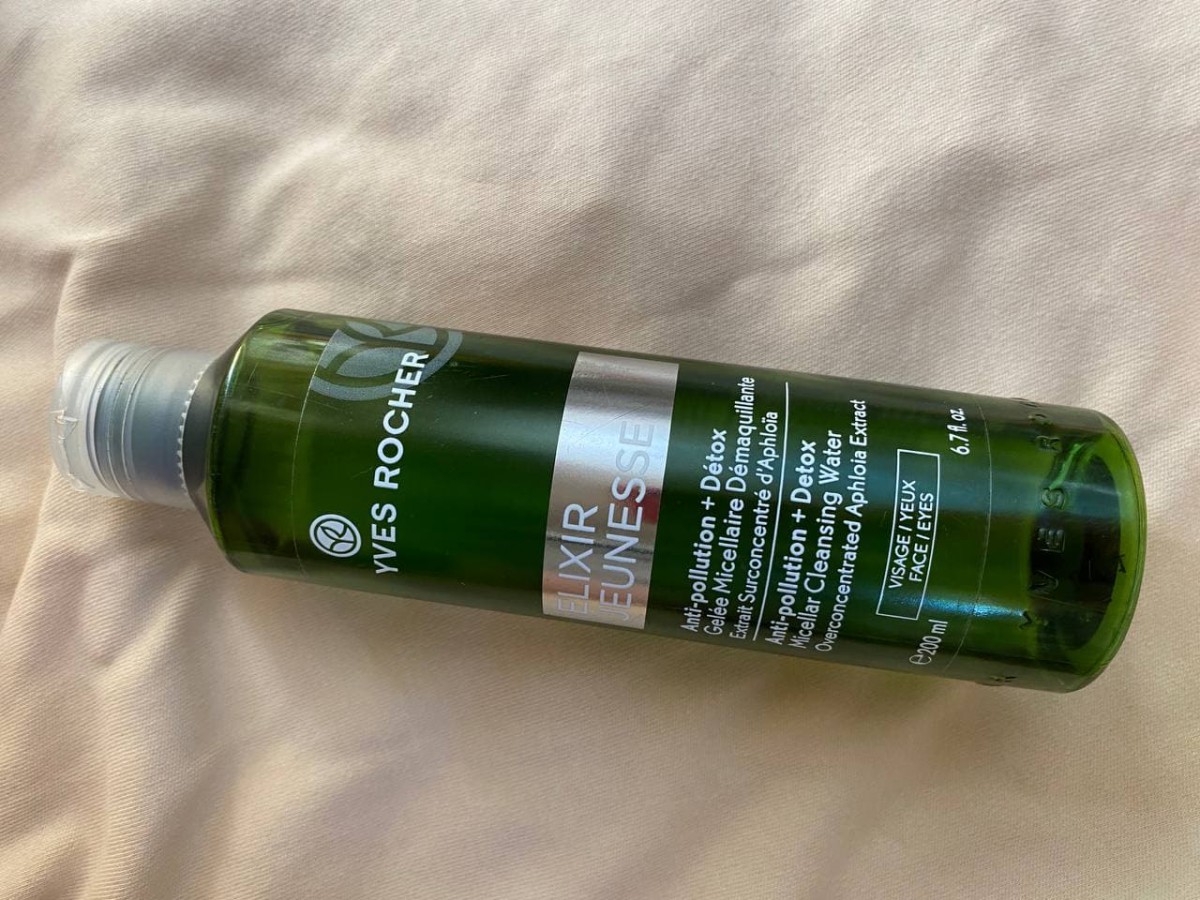 YVES ROCHER
ELIXIR
JEUNESSE
Anti-pollution + Détox
Gelée Micellaire Démaquillante
Extrait Surconcentré d'Aphloïa
Anti-pollution + Detox
Micellar Cleansing Water
Overconcentrated Aphloia Extract
VISAGE / YEUX
FACE / EYES
℮200 ml 6.7 fl. oz
YVES R